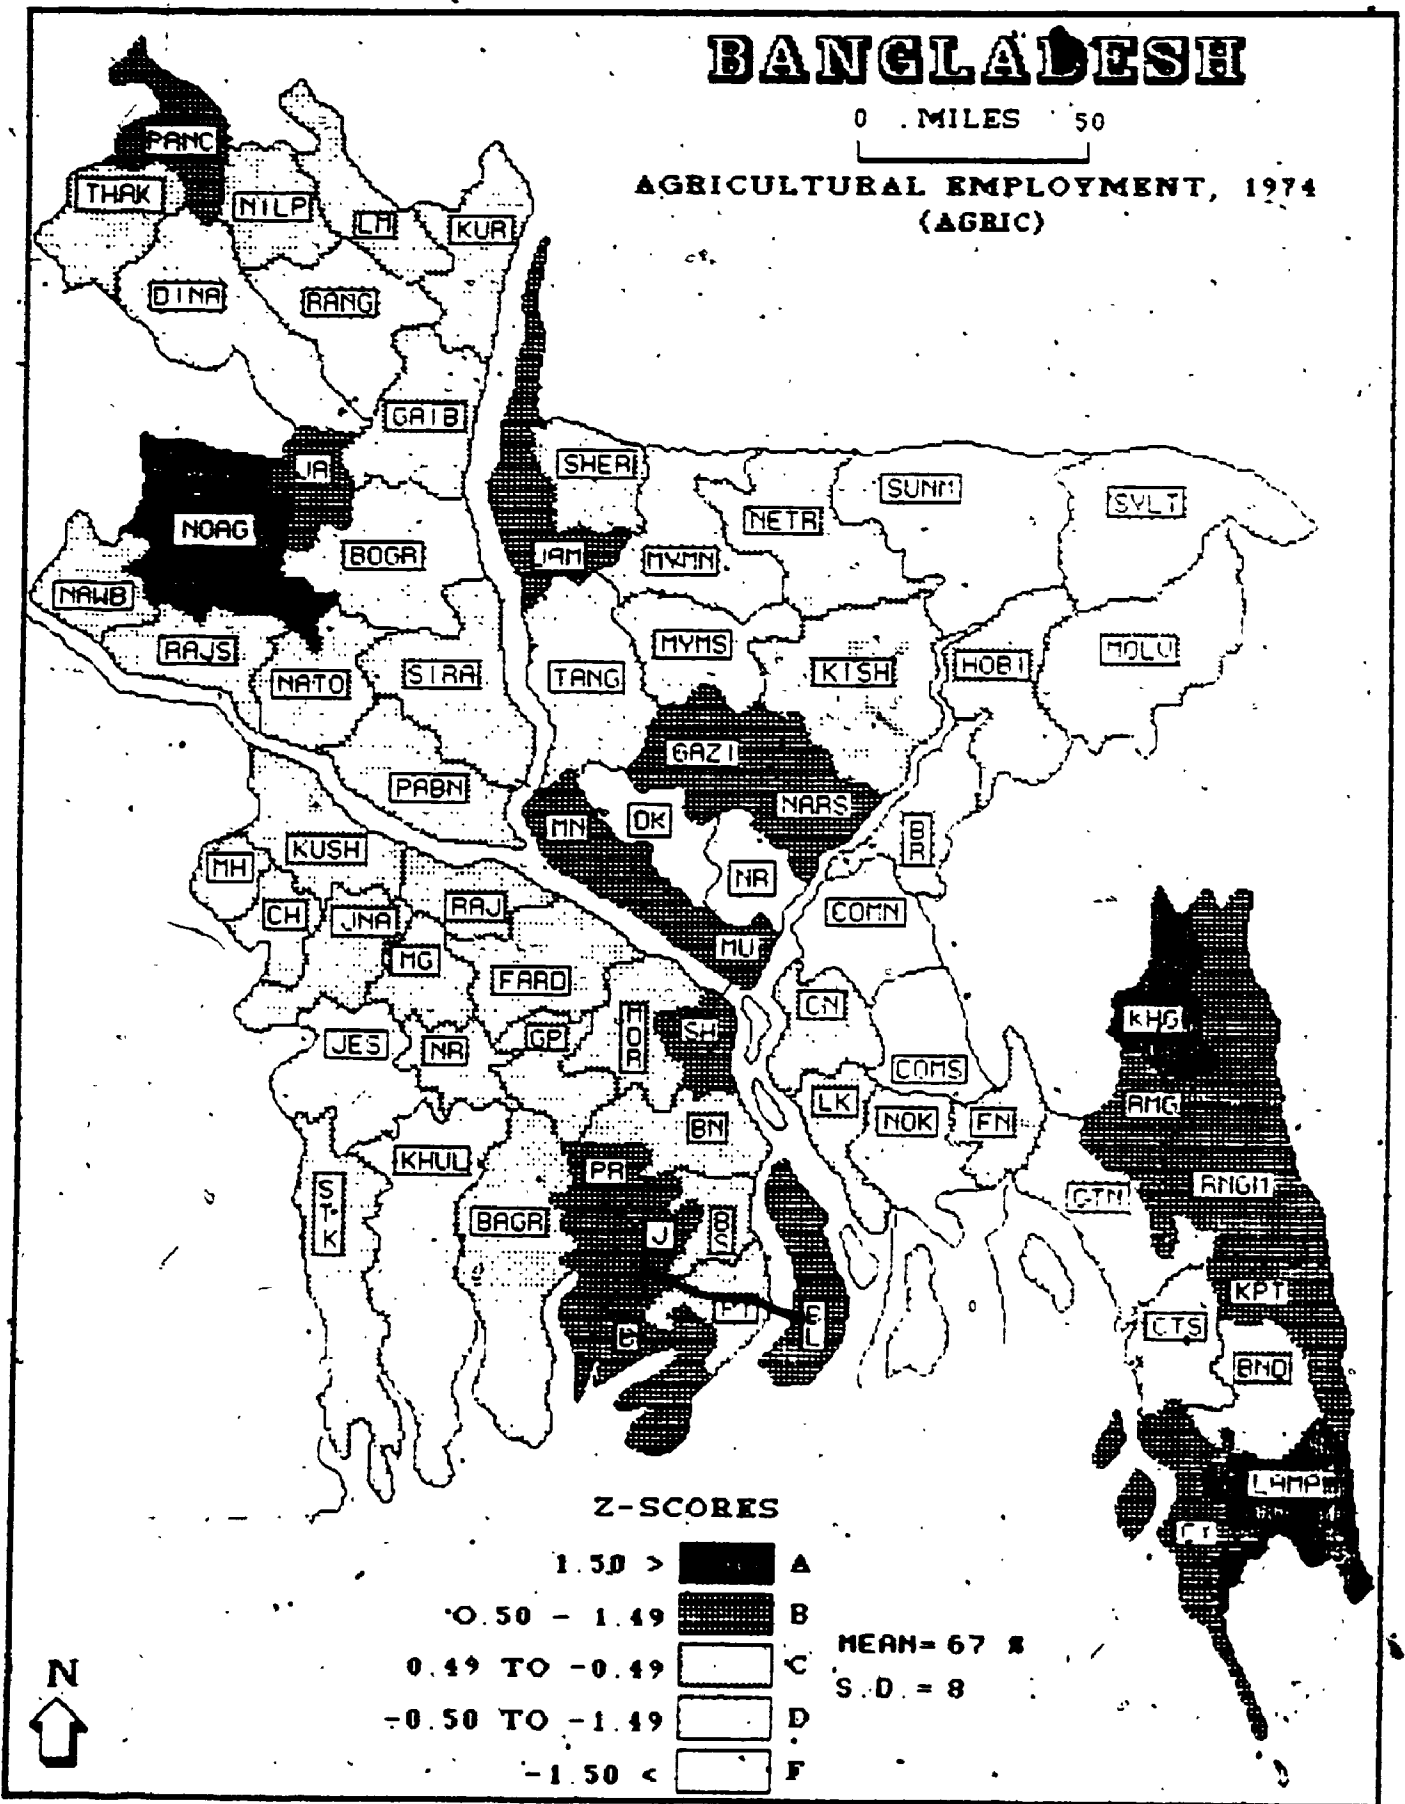 BANGLADESH
0 MILES 50
AGRICULTURAL EMPLOYMENT, 1974
(AGRIC)
PANC
THAK
NILP
LM
KUR
DINA
RANG
GAIB
JA
SHER
SUNM
SYLT
NOAG
NETR
BOGR
JAM
MYMN
NAWB
RAJS
MYMS
HOBI
MOLV
NATO
SIRA
TANG
KISH
GAZI
PABN
NARS
MN
DK
BR
KUSH
MH
NR
CH
JNA
RAJ
COMN
MG
MU
FARD
CN
KHG
MDR
SH
JES
NR
GP
COMS
LK
NOK
FN
RMG
BN
KHUL
PR
STK
BAGR
J
BS
CTN
RNGM
KPT
PT
CTS
BL
BND
LAMP
Z-SCORES
1.50 > A
0.50 - 1.49 B
0.49 TO -0.49 C
-0.50 TO -1.49 D
-1.50 < F
MEAN= 67 %
S.D. = 8
N